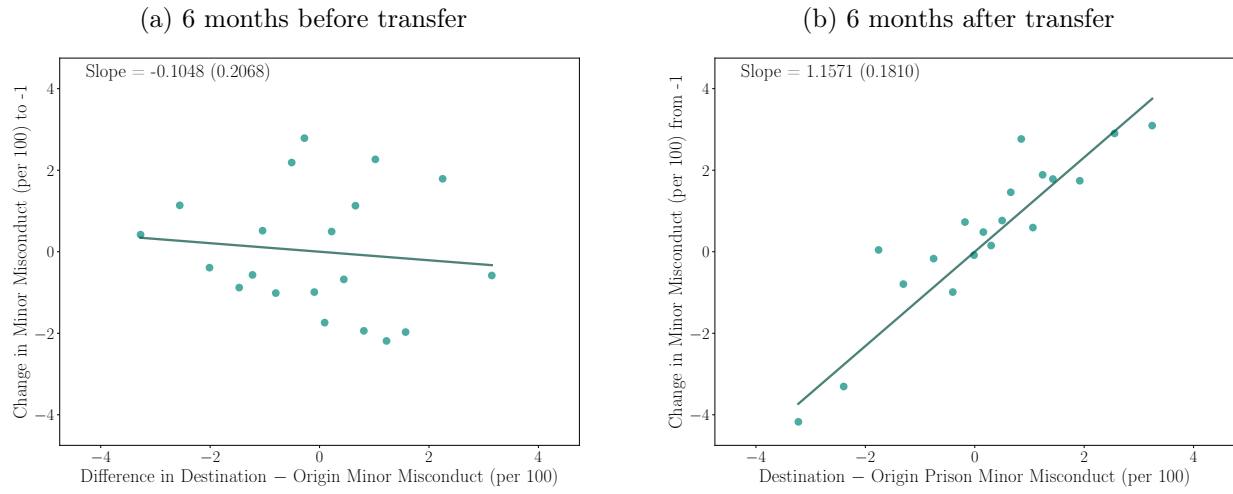 (a) 6 months before transfer
Slope = -0.1048 (0.2068)
Change in Minor Misconduct (per 100) to -1
4
2
0
−2
−4
−4
−2
0
2
4
Difference in Destination − Origin Minor Misconduct (per 100)
(b) 6 months after transfer
Slope = 1.1571 (0.1810)
Change in Minor Misconduct (per 100) from -1
4
2
0
−2
−4
−4
−2
0
2
4
Destination − Origin Prison Minor Misconduct (per 100)